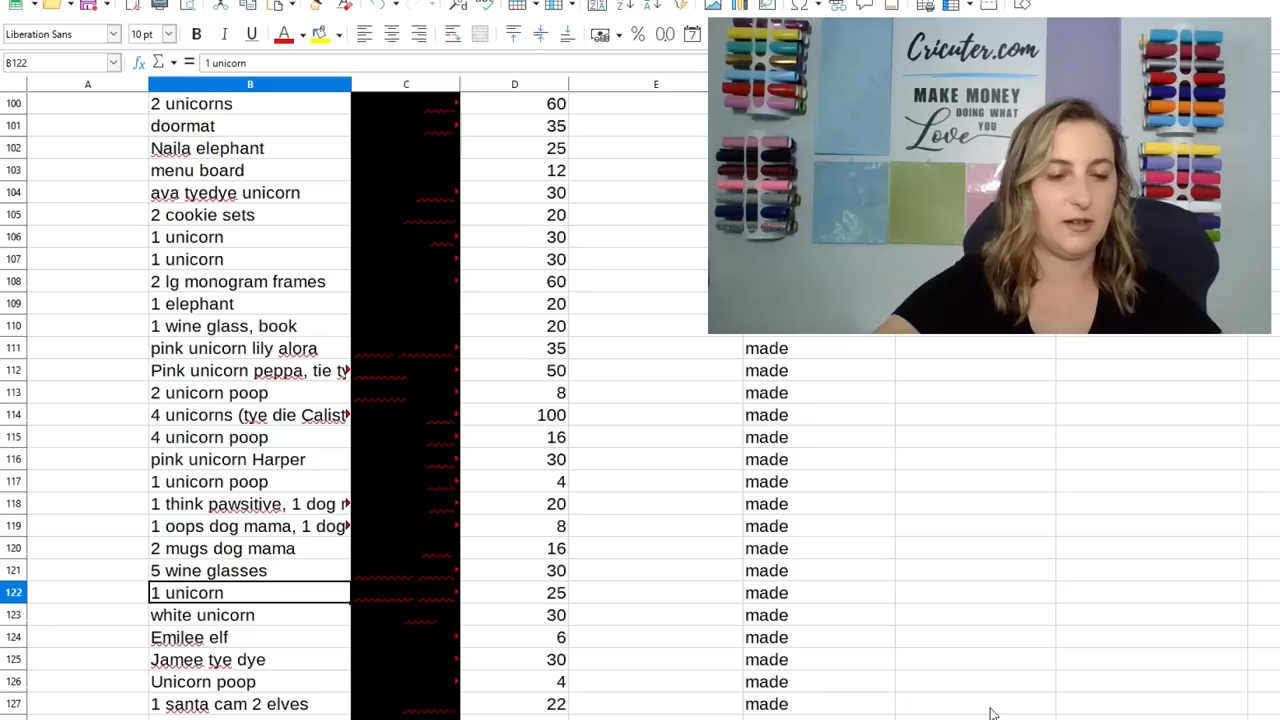 Liberation Sans
10 pt
B I U A
% 0,0
B122
fx Σ = 1 unicorn
A B C D E
100 2 unicorns 60
101 doormat 35
102 Naila elephant 25
103 menu board 12
104 ava tyedye unicorn 30
105 2 cookie sets 20
106 1 unicorn 30
107 1 unicorn 30
108 2 lg monogram frames 60
109 1 elephant 20
110 1 wine glass, book 20
111 pink unicorn lily alora 35 made
112 Pink unicorn peppa, tie ty 50 made
113 2 unicorn poop 8 made
114 4 unicorns (tye die Calist 100 made
115 4 unicorn poop 16 made
116 pink unicorn Harper 30 made
117 1 unicorn poop 4 made
118 1 think pawsitive, 1 dog 20 made
119 1 oops dog mama, 1 dog 8 made
120 2 mugs dog mama 16 made
121 5 wine glasses 30 made
122 1 unicorn 25 made
123 white unicorn 30 made
124 Emilee elf 6 made
125 Jamee tye dye 30 made
126 Unicorn poop 4 made
127 1 santa cam 2 elves 22 made
Cricuter.com
MAKE MONEY
DOING WHAT
YOU
Love